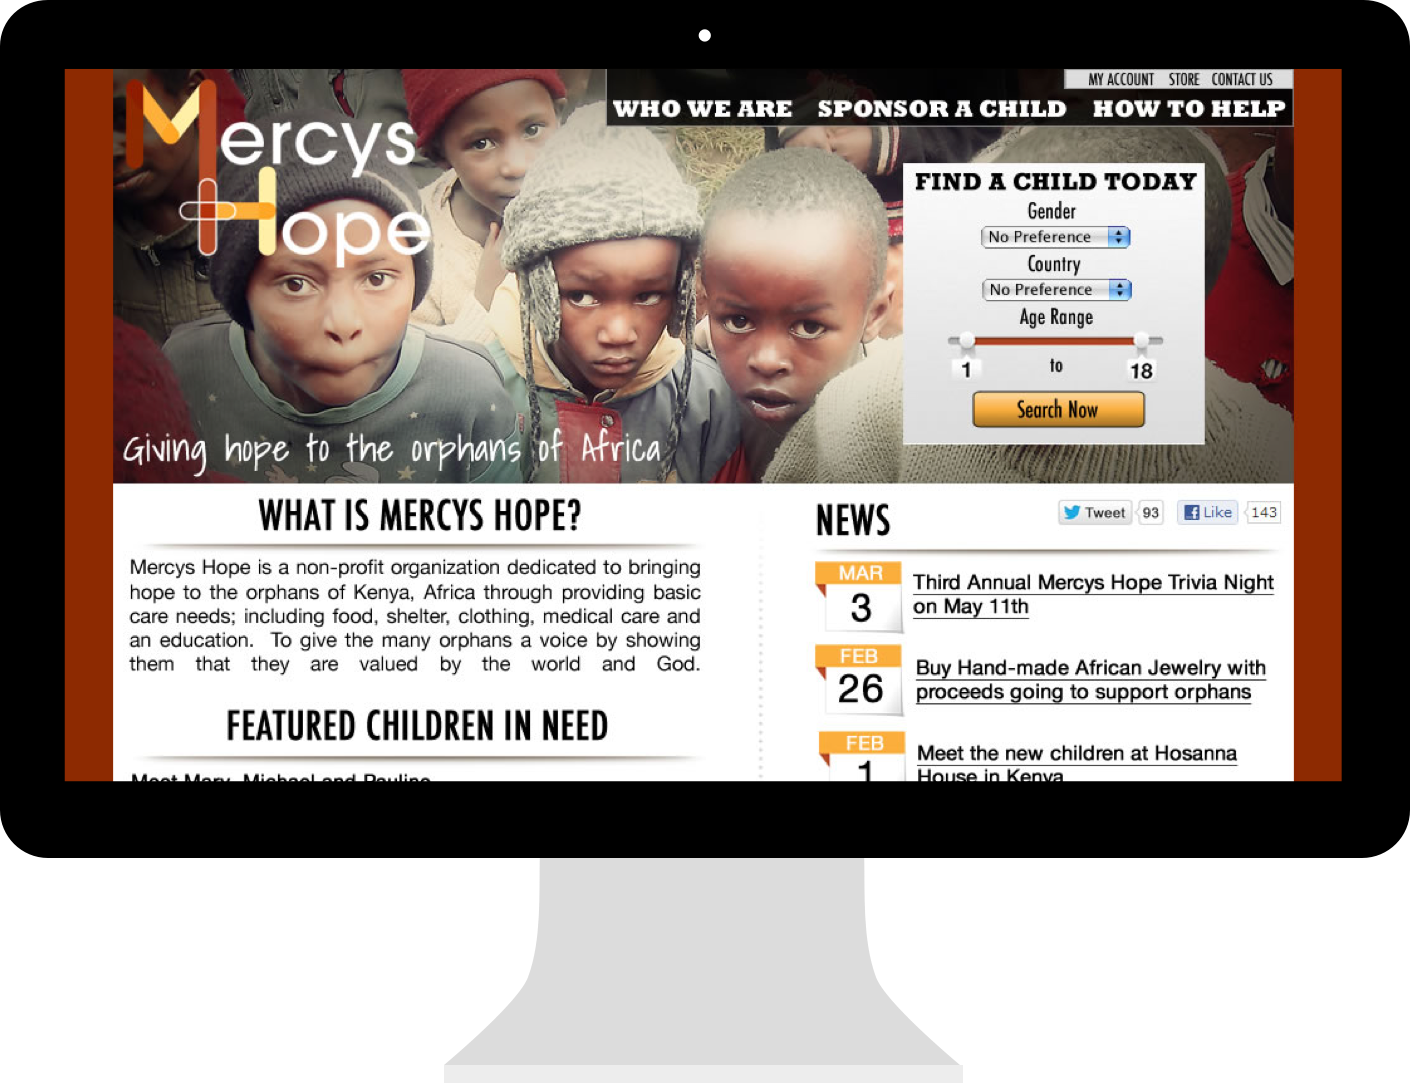 Mercys
Hope
MY ACCOUNT STORE CONTACT US
WHO WE ARE SPONSOR A CHILD HOW TO HELP
FIND A CHILD TODAY
Gender
No Preference
Country
No Preference
Age Range
1 to 18
Search Now
Giving hope to the orphans of Africa
WHAT IS MERCYS HOPE?
Mercys Hope is a non-profit organization dedicated to bringing
hope to the orphans of Kenya, Africa through providing basic
care needs; including food, shelter, clothing, medical care and
an education. To give the many orphans a voice by showing
them that they are valued by the world and God.
FEATURED CHILDREN IN NEED
Meet Mary, Michael and Pauline
NEWS
Tweet 93 Like 143
MAR
3
Third Annual Mercys Hope Trivia Night
on May 11th
FEB
26
Buy Hand-made African Jewelry with
proceeds going to support orphans
FEB
1
Meet the new children at Hosanna
House in Kenya